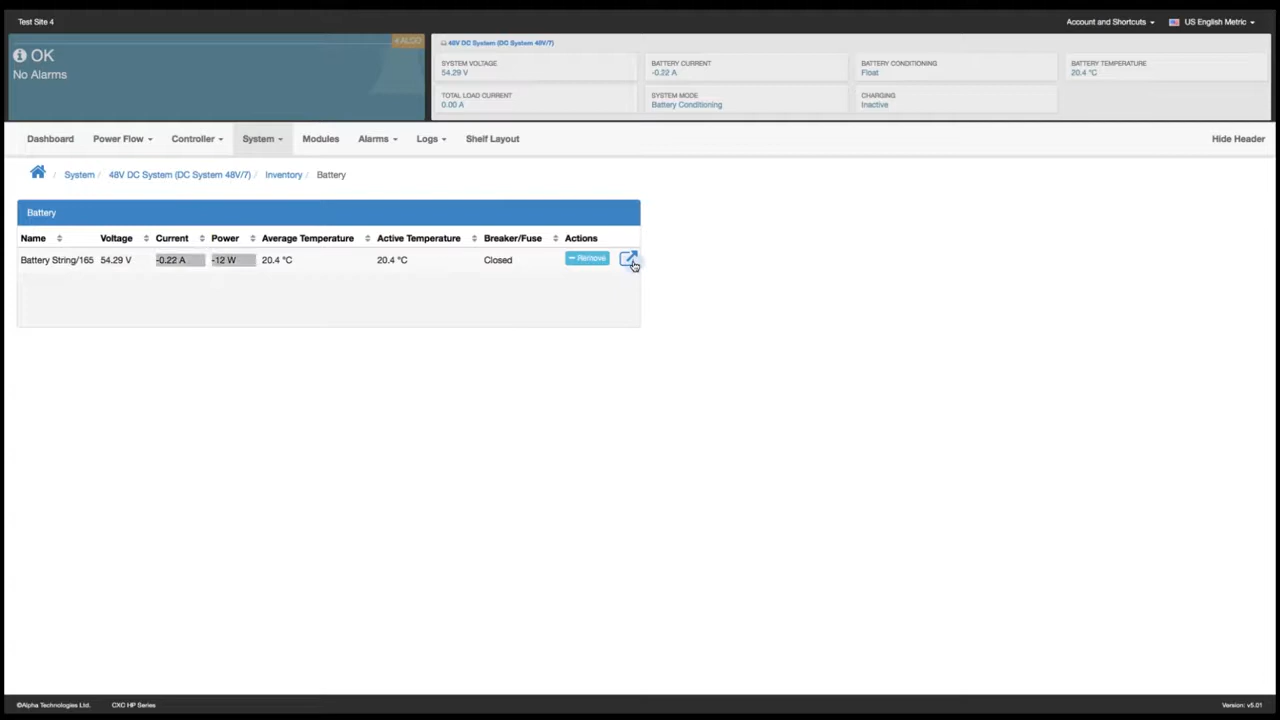 Test Site 4
Account and Shortcuts
US English Metric
OK
No Alarms
48V DC System (DC System 48V/7)
SYSTEM VOLTAGE
54.29 V
BATTERY CURRENT
-0.22 A
BATTERY CONDITIONING
Float
BATTERY TEMPERATURE
20.4 °C
TOTAL LOAD CURRENT
0.00 A
SYSTEM MODE
Battery Conditioning
CHARGING
Inactive
Dashboard Power Flow Controller System Modules Alarms Logs Shelf Layout Hide Header
System / 48V DC System (DC System 48V/7) / Inventory / Battery
Battery
Name Voltage Current Power Average Temperature Active Temperature Breaker/Fuse Actions
Battery String/165 54.29 V -0.22 A -12 W 20.4 °C 20.4 °C Closed Remove
©Alpha Technologies Ltd. CXC HP Series Version: v5.01